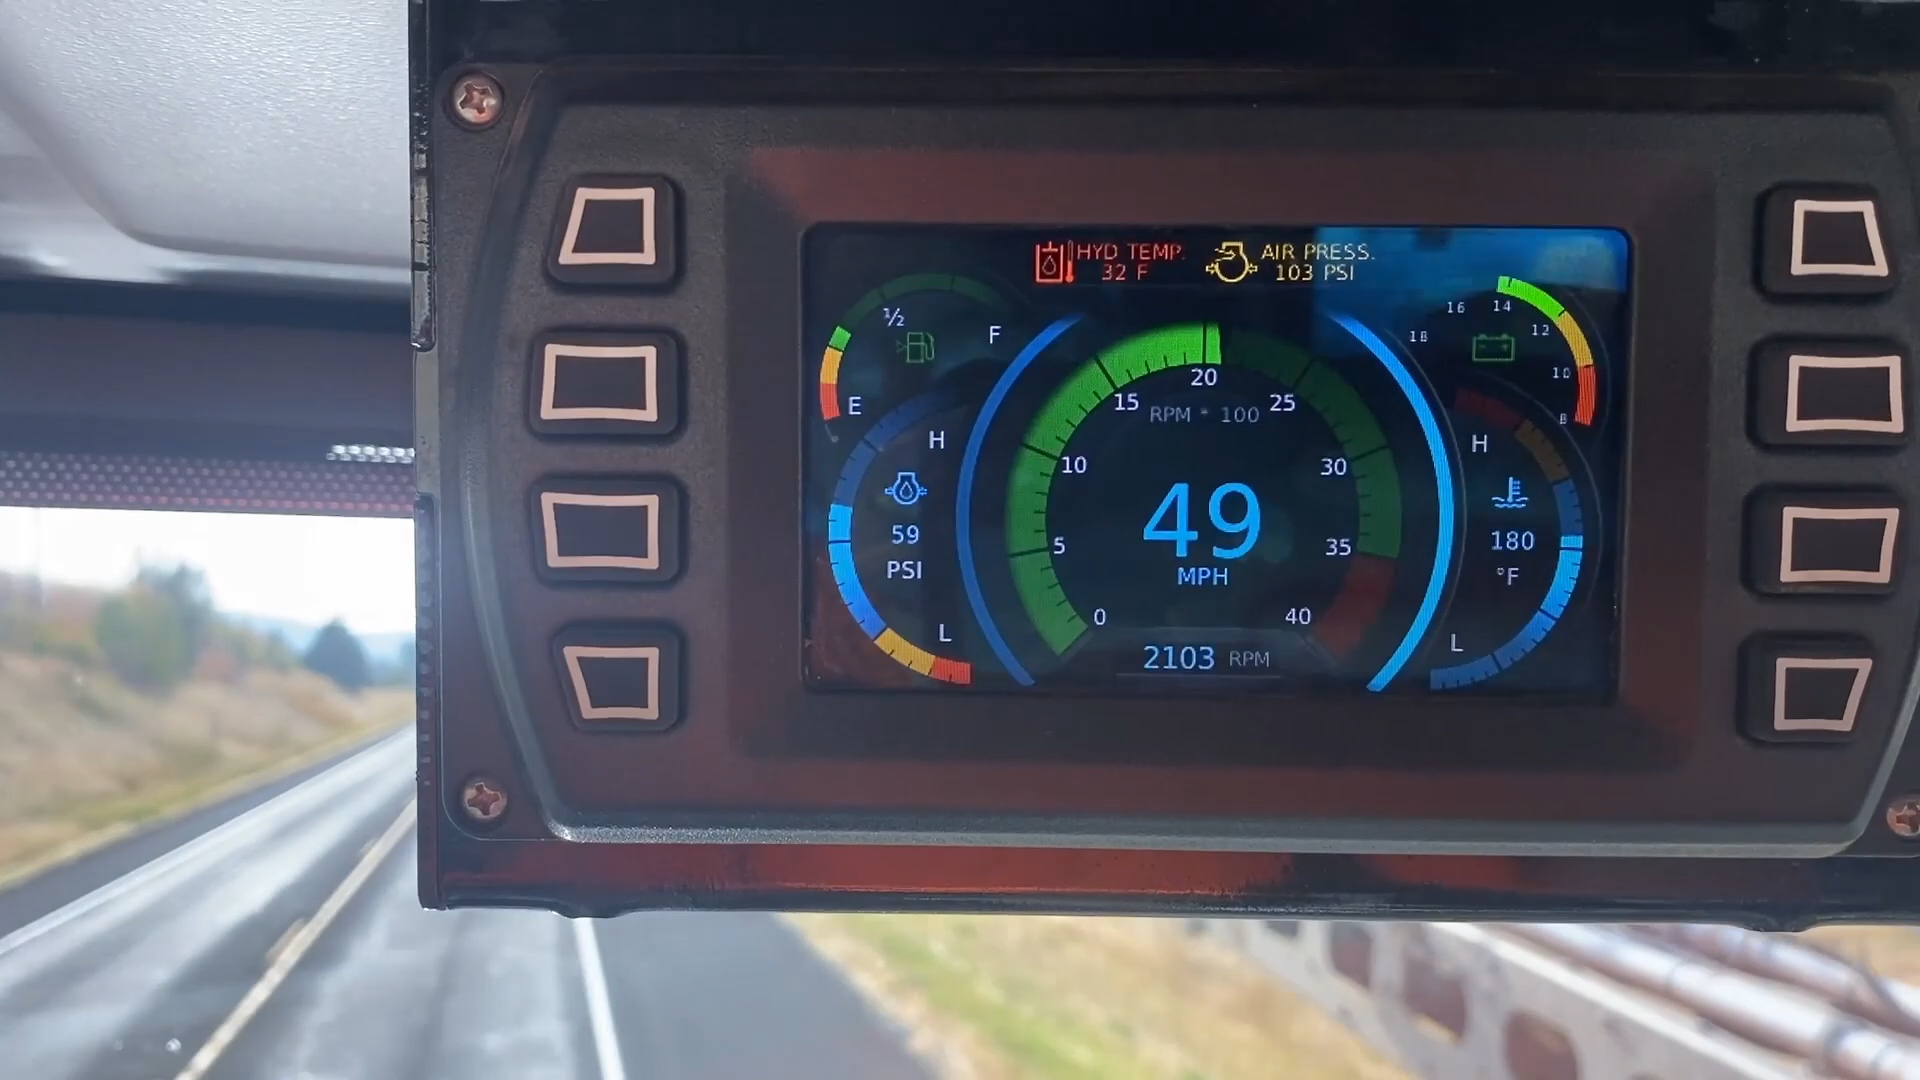 HYD TEMP.
32 F
AIR PRESS.
103 PSI
½
F
E
16
14
18
12
10
8
20
15
25
RPM * 100
10
30
5
35
0
40
49
MPH
2103 RPM
H
59
PSI
L
H
180
°F
L